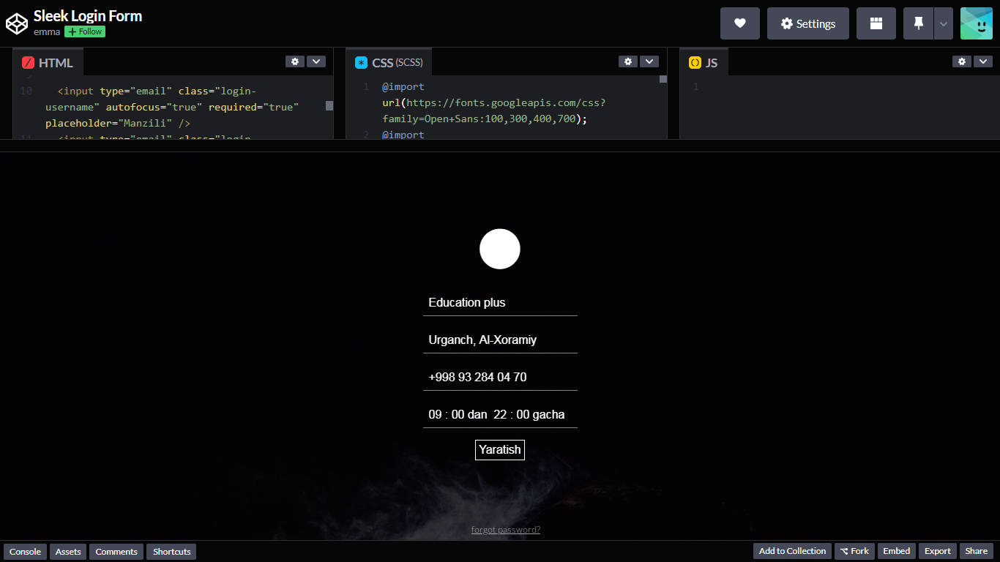 Sleek Login Form
emma + Follow
Settings
HTML
CSS (SCSS)
JS
10 <input type="email" class="login-
username" autofocus="true" required="true"
placeholder="Manzili" />
11 <input type="email" class="login-
1 @import
url(https://fonts.googleapis.com/css?
family=Open+Sans:100,300,400,700);
2 @import
1
Education plus
Urganch, Al-Xoramiy
+998 93 284 04 70
09 : 00 dan  22 : 00 gacha
Yaratish
forgot password?
Console Assets Comments Shortcuts
Add to Collection Fork Embed Export Share